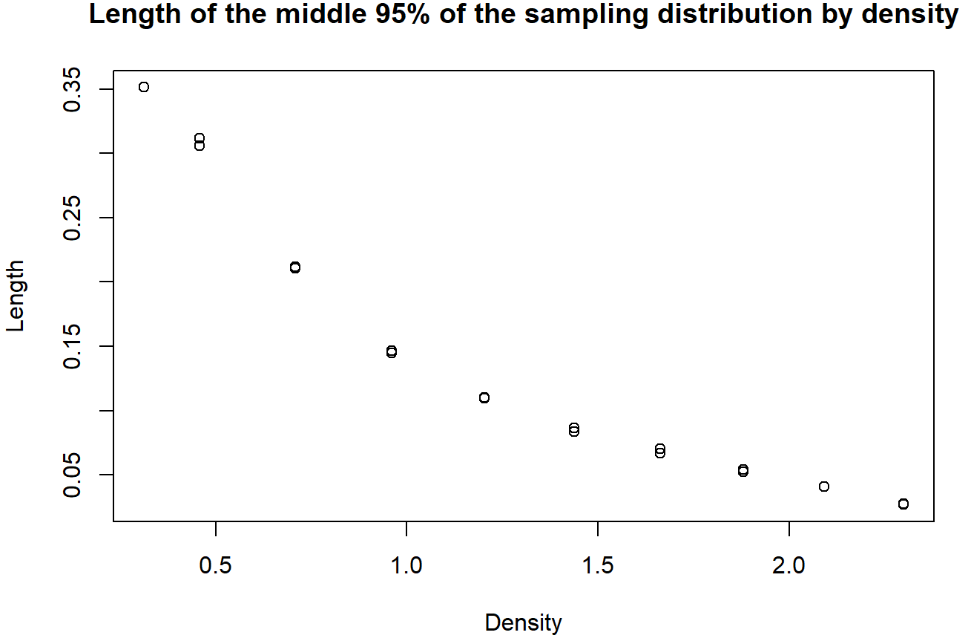 Length of the middle 95% of the sampling distribution by density
0.35
0.25
0.15
0.05
Length
0.5 1.0 1.5 2.0
Density